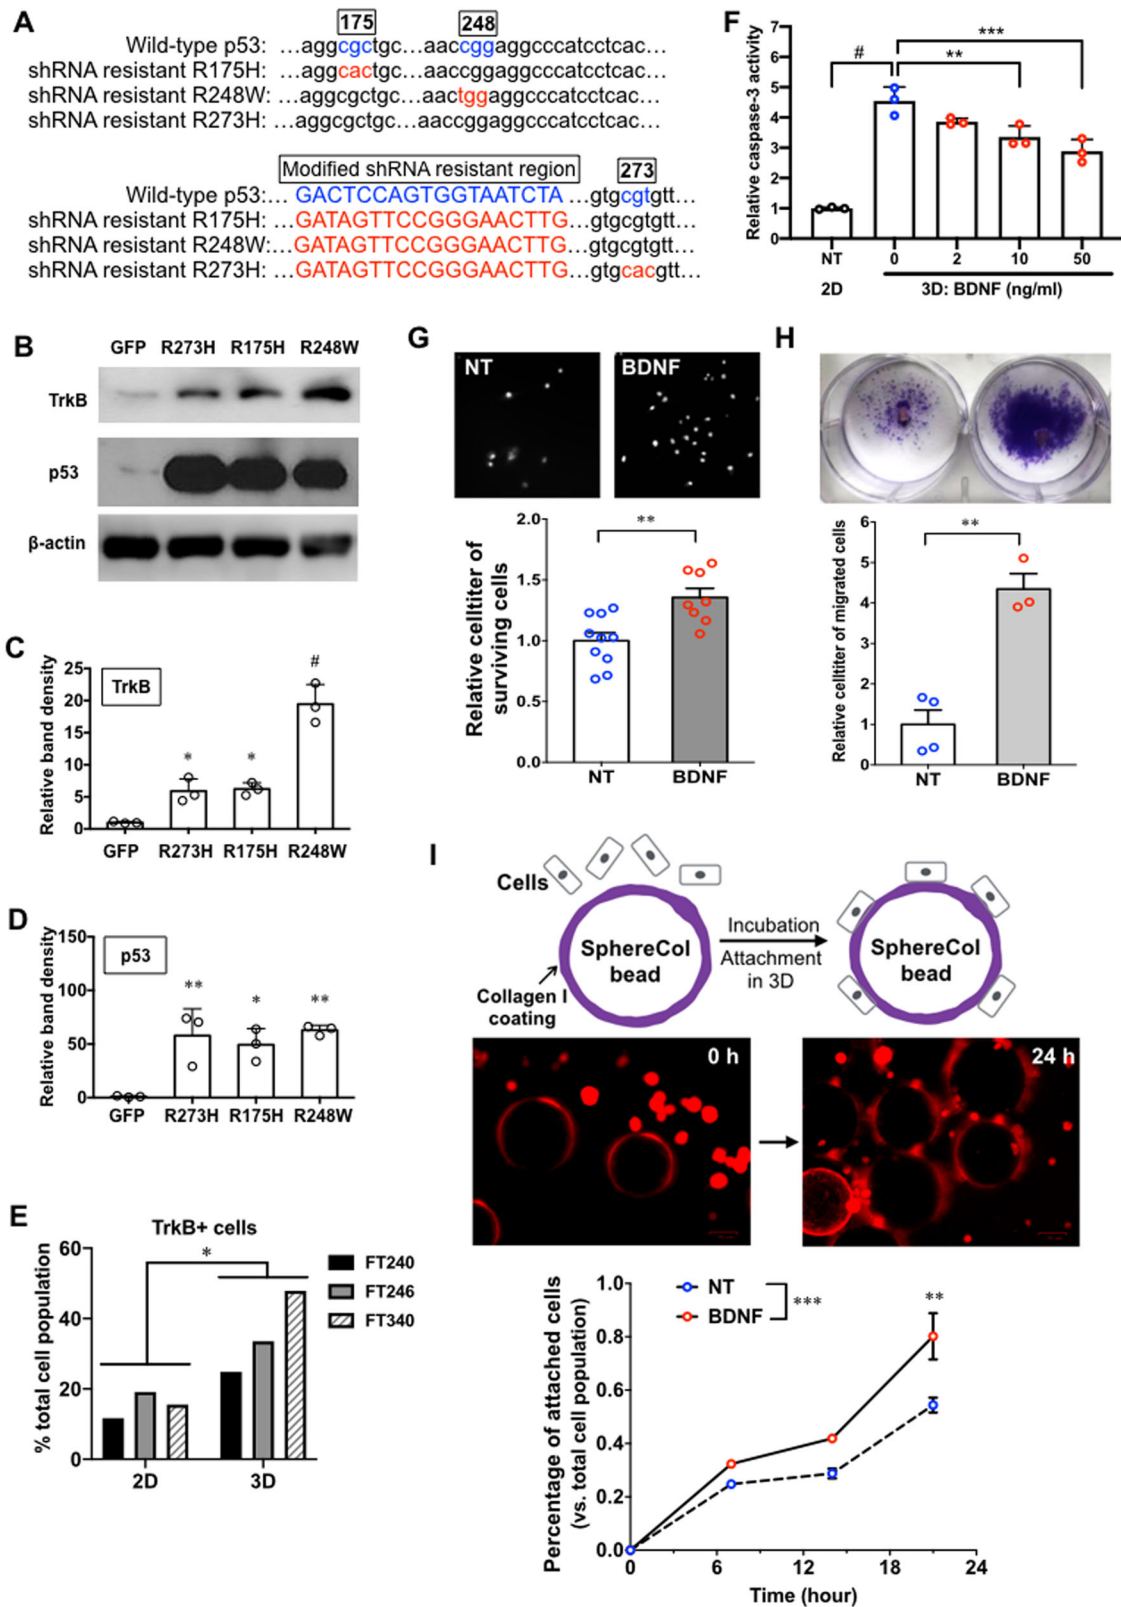 A
175 248
Wild-type p53: ...aggcgctgc...aaccggaggcccatcctcac...
shRNA resistant R175H: ...aggcactgc...aaccggaggcccatcctcac...
shRNA resistant R248W: ...aggcgctgc...aactggaggcccatcctcac...
shRNA resistant R273H: ...aggcgctgc...aaccggaggcccatcctcac...
Modified shRNA resistant region 273
Wild-type p53:... GACTCCAGTGGTAATCTA ...gtgcgtgtt...
shRNA resistant R175H: ...GATAGTTCCGGGAACTTG ...gtgcgtgtt...
shRNA resistant R248W:...GATAGTTCCGGGAACTTG ...gtgcgtgtt...
shRNA resistant R273H: ...GATAGTTCCGGGAACTTG ...gtgcacgtt...
B
GFP R273H R175H R248W
TrkB
p53
β-actin
C
Relative band density
25
20
15
10
5
0
TrkB
* * #
GFP R273H R175H R248W
D
Relative band density
150
100
50
0
p53
** * **
GFP R273H R175H R248W
E
TrkB+ cells
% total cell population
60
40
20
0
*
FT240
FT246
FT340
2D 3D
F
Relative caspase-3 activity
7
6
5
4
3
2
1
0
# ** ***
NT 0 2 10 50
2D 3D: BDNF (ng/ml)
G
NT BDNF
Relative celltiter of
surviving cells
2.0
1.5
1.0
0.5
0.0
**
NT BDNF
H
Relative celltiter of migrated cells
6
5
4
3
2
1
0
**
NT BDNF
I
Cells
SphereCol
bead
Collagen I
coating
Incubation
Attachment
in 3D
SphereCol
bead
0 h 24 h
Percentage of attached cells
(vs. total cell population)
1.0
0.8
0.6
0.4
0.2
0.0
NT
BDNF
*** **
0 6 12 18 24
Time (hour)